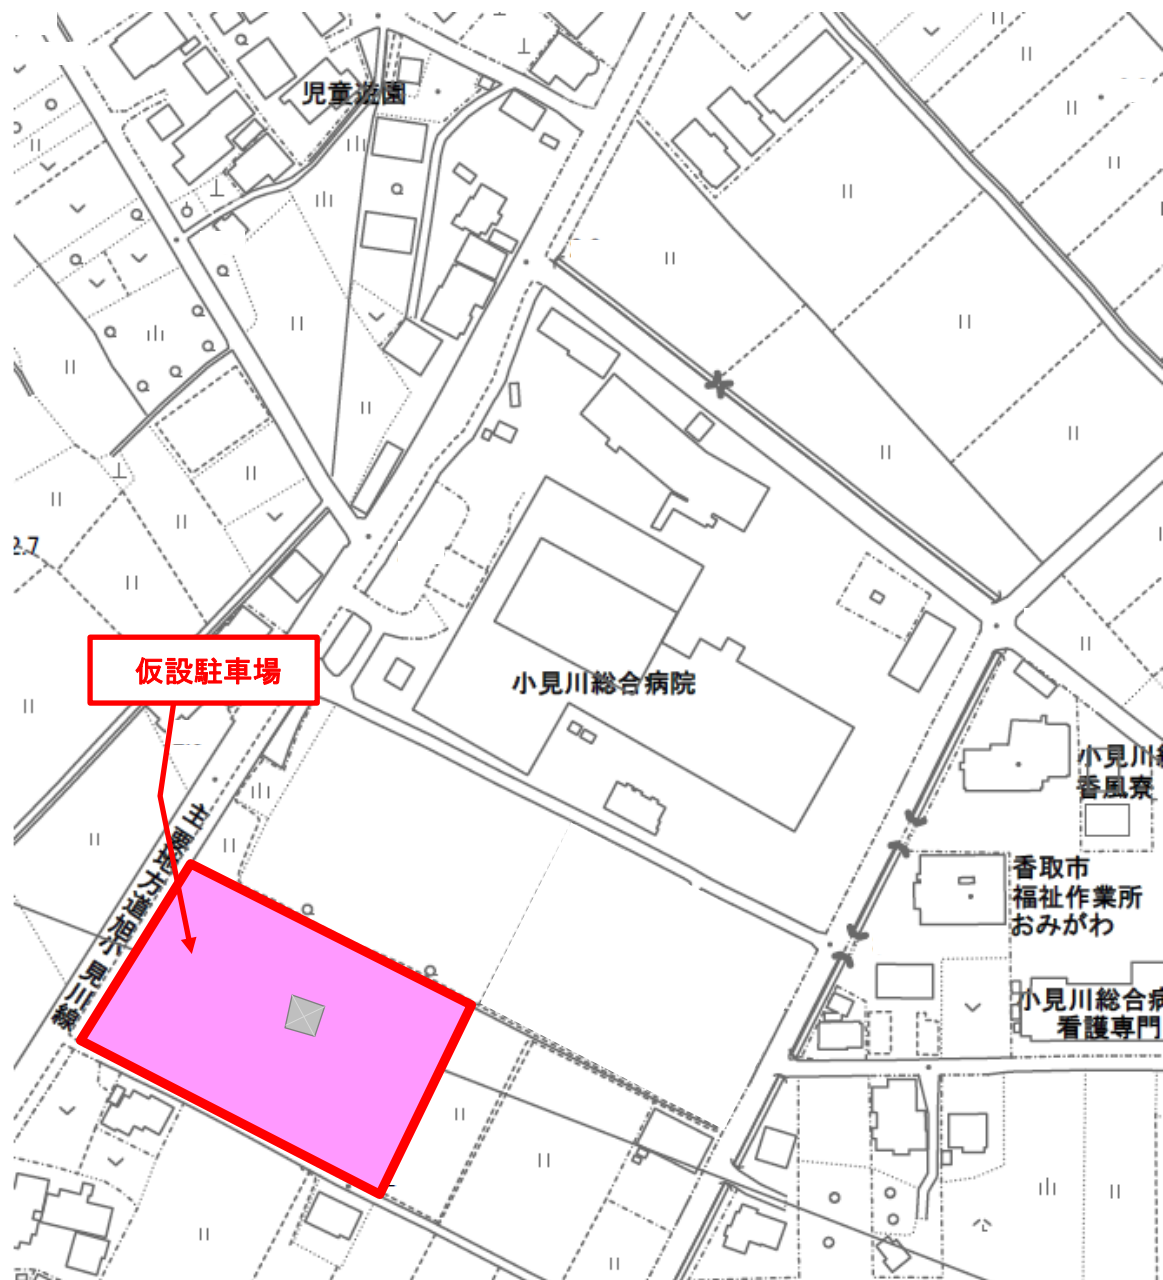 児童遊園
2.7
仮設駐車場
小見川総合病院
小見川総
香風寮
主要地方道旭小見川線
香取市
福祉作業所
おみがわ
小見川総合病
看護専門